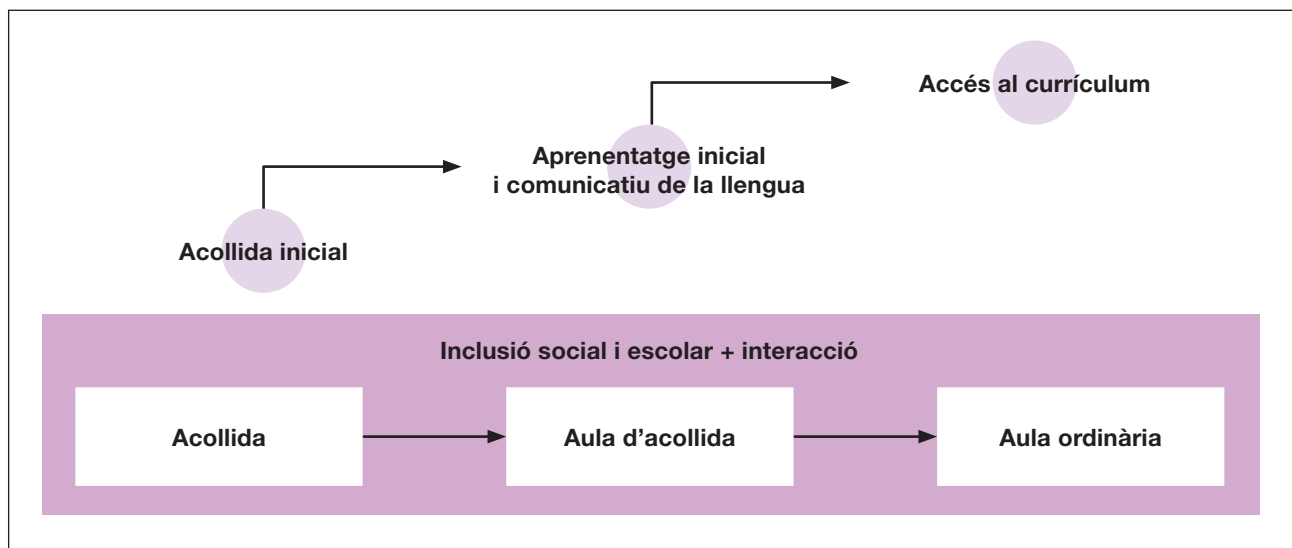 Accés al currículum
Aprenentatge inicial
i comunicatiu de la llengua
Acollida inicial
Inclusió social i escolar + interacció
Acollida
Aula d’acollida
Aula ordinària